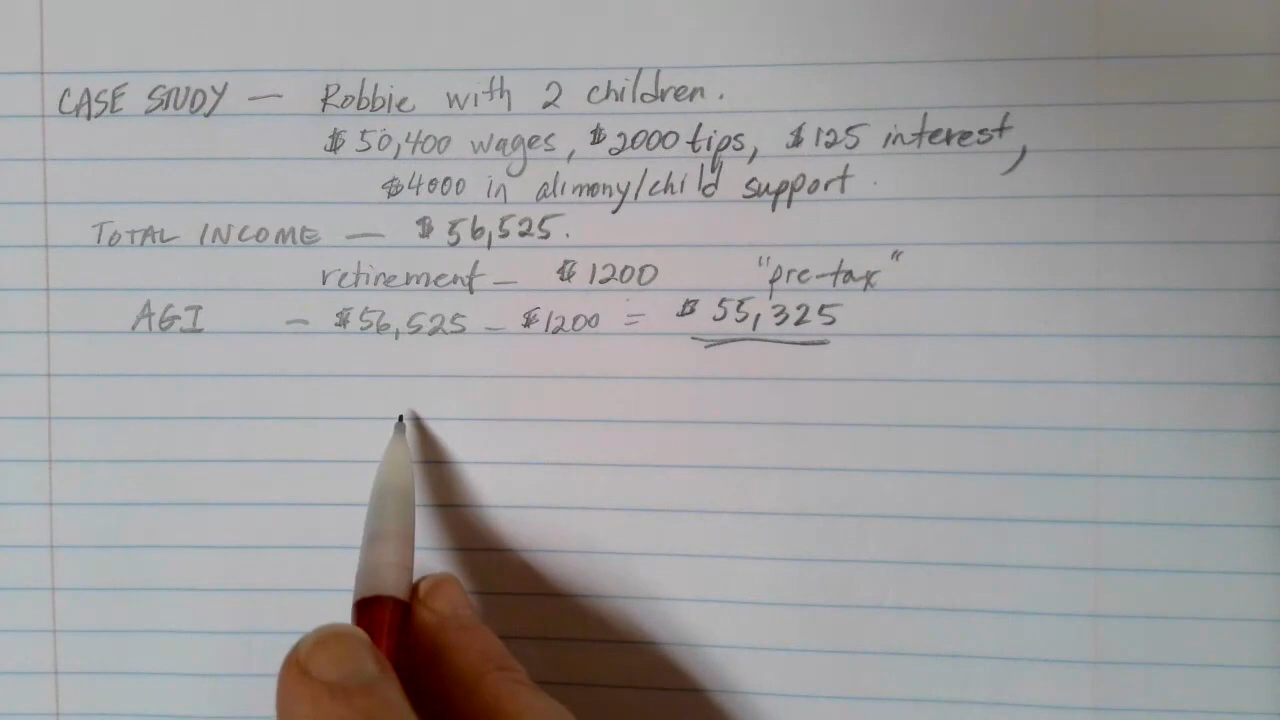 CASE STUDY — Robbie with 2 children.
$50,400 wages, $2000 tips, $125 interest,
$4000 in alimony/child support.
TOTAL INCOME — $56,525.
retirement — $1200 "pre-tax"
AGI — $56,525 - $1200 = $55,325